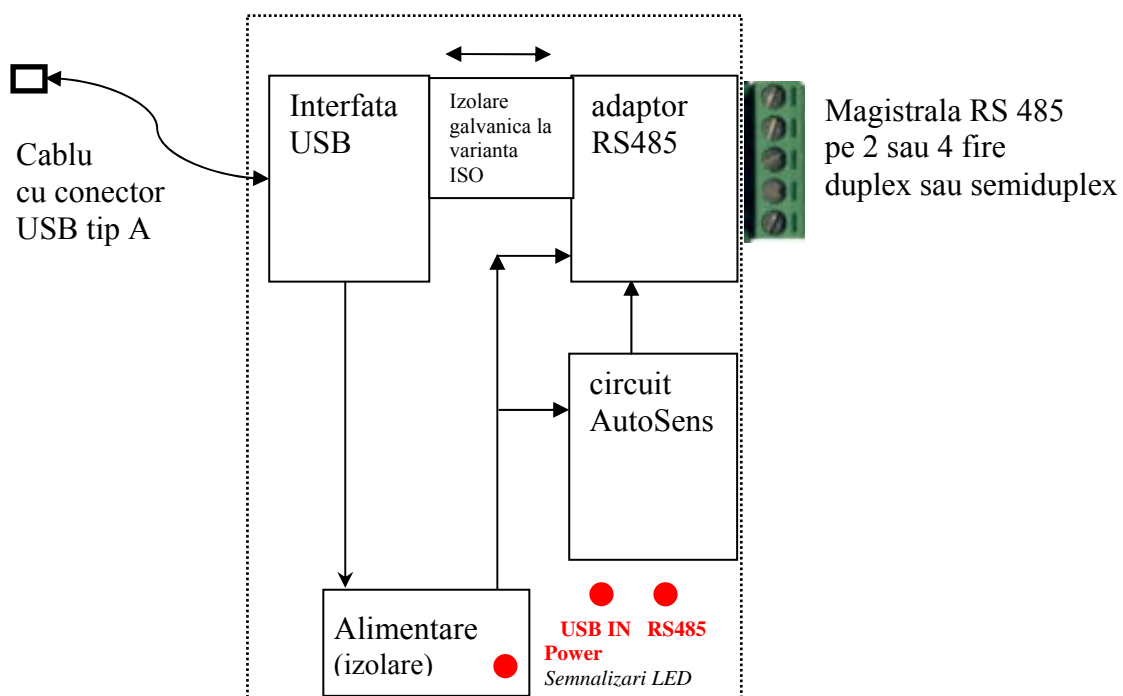 Cablu
cu conector
USB tip A
Interfata
USB
Izolare
galvanica la
varianta
ISO
adaptor
RS485
Magistrala RS 485
pe 2 sau 4 fire
duplex sau semiduplex
circuit
AutoSens
Alimentare
(izolare)
USB IN RS485
Power
Semnalizari LED